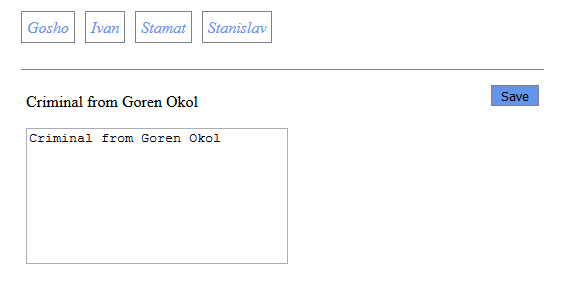 Gosho Ivan Stamat Stanislav
Criminal from Goren Okol Save
Criminal from Goren Okol